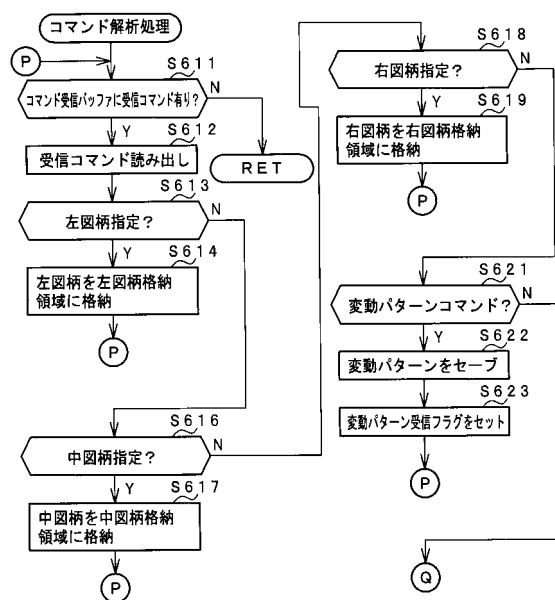 コマンド解析処理
P
S611
コマンド受信バッファに受信コマンド有り?
N
Y
S612
受信コマンド読み出し
RET
S613
左図柄指定?
N
Y
S614
左図柄を左図柄格納
領域に格納
P
S616
中図柄指定?
N
Y
S617
中図柄を中図柄格納
領域に格納
P
S618
右図柄指定?
N
Y
S619
右図柄を右図柄格納
領域に格納
P
S621
変動パターンコマンド?
N
Y
S622
変動パターンをセーブ
S623
変動パターン受信フラグをセット
P
Q